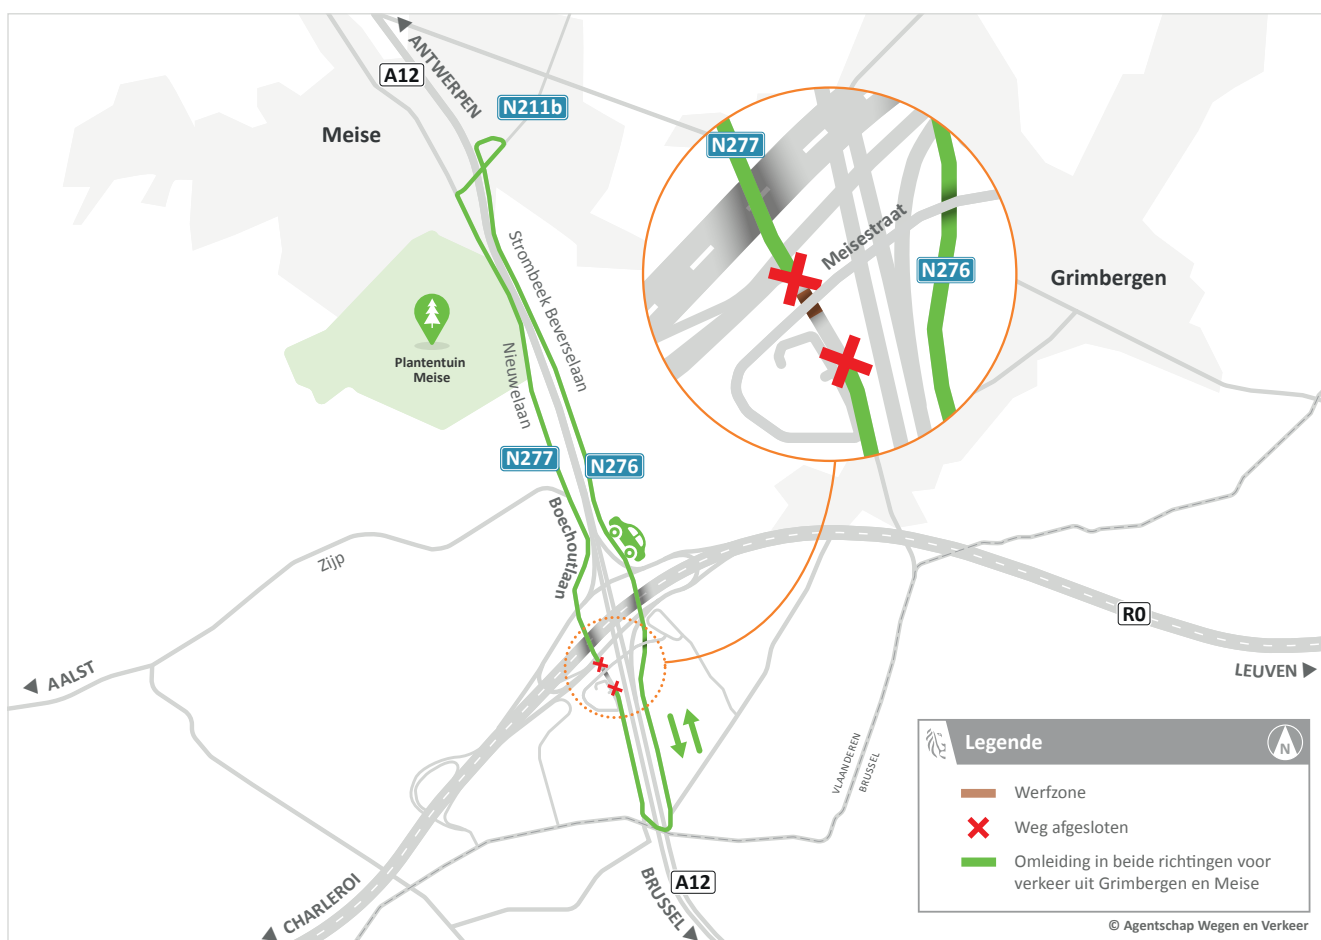 ANTWERPEN
A12
N211b
Meise
N277
Meisestraat
N276
Grimbergen
Strombeek Beverselaan
Plantentuin
Meise
Nieuwelaan
N277
N276
Boechoutlaan
Zijp
R0
AALST
LEUVEN
VLAANDEREN
BRUSSEL
CHARLEROI
BRUSSEL
A12
Legende
N
Werfzone
Weg afgesloten
Omleiding in beide richtingen voor
verkeer uit Grimbergen en Meise
© Agentschap Wegen en Verkeer